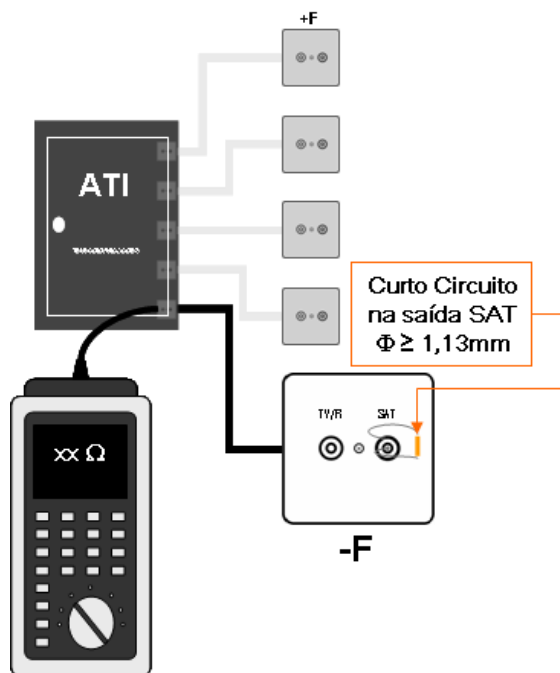 +F
ATI
Curto Circuito
na saída SAT
Φ ≥ 1,13mm
TV/R SAT
xx Ω
-F